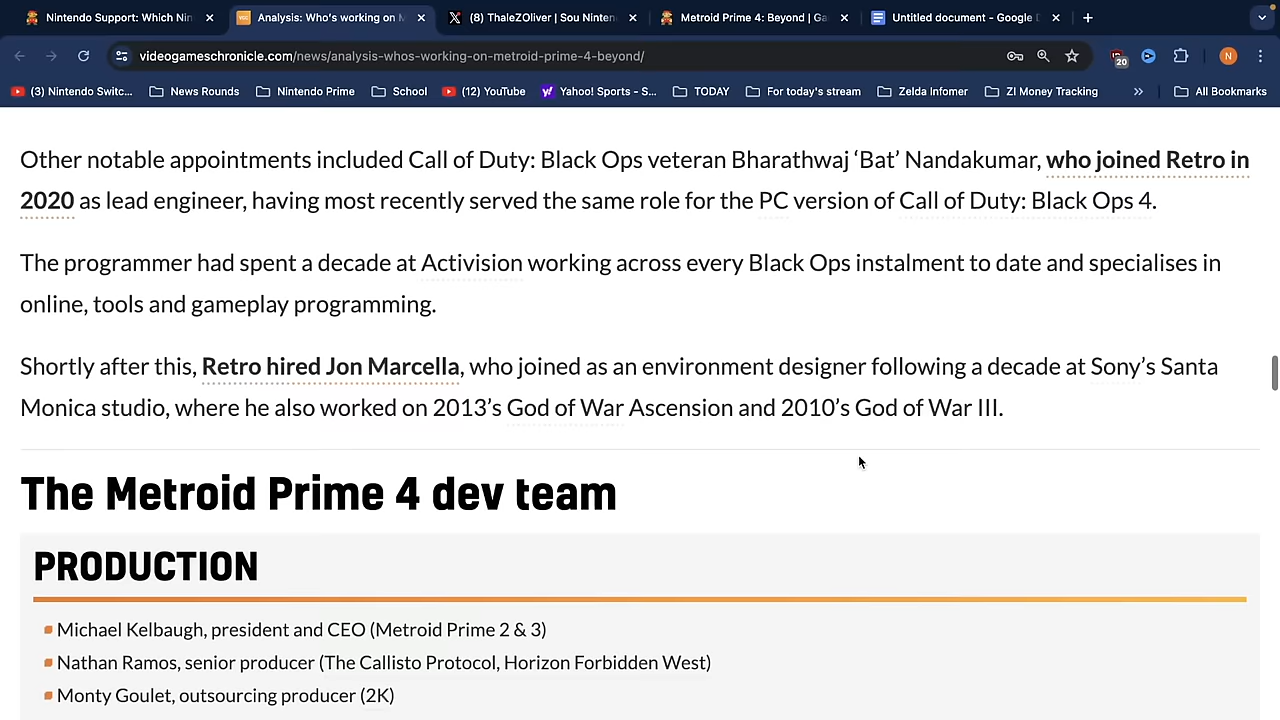 Nintendo Support: Which Nin
Analysis: Who's working on M
(8) ThaleZOliver | Sou Ninten
Metroid Prime 4: Beyond | Ga
Untitled document - Google D
videogameschronicle.com/news/analysis-whos-working-on-metroid-prime-4-beyond/
20
N
(3) Nintendo Switc...
News Rounds
Nintendo Prime
School
(12) YouTube
Yahoo! Sports - S...
TODAY
For today's stream
Zelda Infomer
ZI Money Tracking
»
All Bookmarks
Other notable appointments included Call of Duty: Black Ops veteran Bharathwaj ‘Bat’ Nandakumar, who joined Retro in
2020 as lead engineer, having most recently served the same role for the PC version of Call of Duty: Black Ops 4.
The programmer had spent a decade at Activision working across every Black Ops instalment to date and specialises in
online, tools and gameplay programming.
Shortly after this, Retro hired Jon Marcella, who joined as an environment designer following a decade at Sony’s Santa
Monica studio, where he also worked on 2013’s God of War Ascension and 2010’s God of War III.
The Metroid Prime 4 dev team
PRODUCTION
Michael Kelbaugh, president and CEO (Metroid Prime 2 & 3)
Nathan Ramos, senior producer (The Callisto Protocol, Horizon Forbidden West)
Monty Goulet, outsourcing producer (2K)